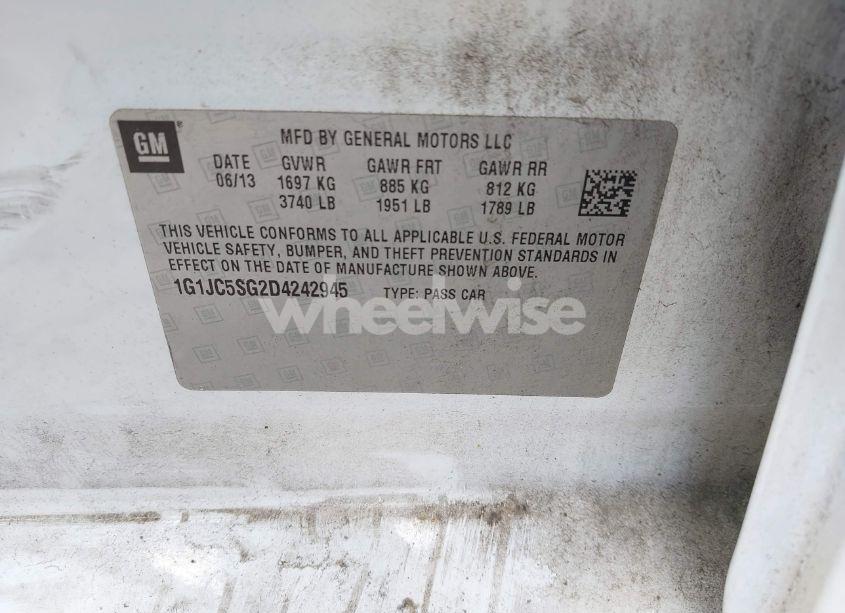 GM
MFD BY GENERAL MOTORS LLC
DATE GVWR GAWR FRT GAWR RR
06/13 1697 KG 885 KG 812 KG
3740 LB 1951 LB 1789 LB
THIS VEHICLE CONFORMS TO ALL APPLICABLE U.S. FEDERAL MOTOR
VEHICLE SAFETY, BUMPER, AND THEFT PREVENTION STANDARDS IN
EFFECT ON THE DATE OF MANUFACTURE SHOWN ABOVE.
1G1JC5SG2D4242945 TYPE: PASS CAR
wheelwise